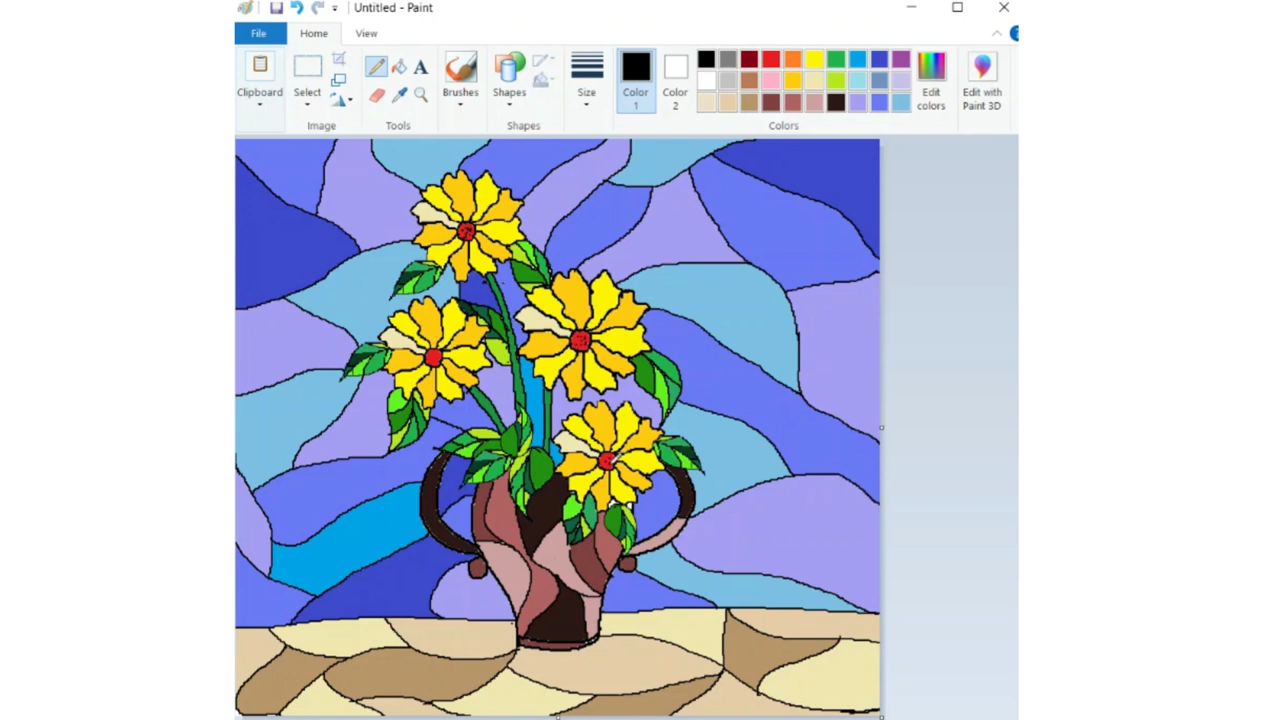 Untitled - Paint
File
Home
View
Clipboard
Select
Image
Tools
Brushes
Shapes
Shapes
Size
Color
1
Color
2
Edit
colors
Edit with
Paint 3D
Colors